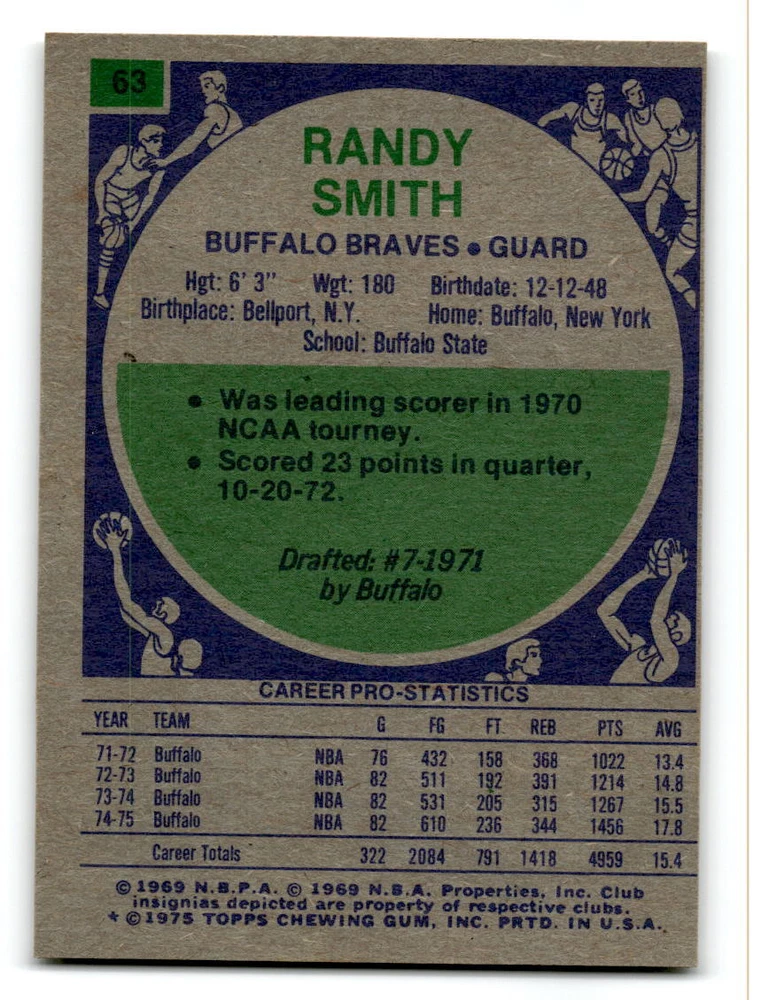 63
RANDY
SMITH
BUFFALO BRAVES • GUARD
Hgt: 6' 3" Wgt: 180 Birthdate: 12-12-48
Birthplace: Bellport, N.Y. Home: Buffalo, New York
School: Buffalo State
• Was leading scorer in 1970
NCAA tourney.
• Scored 23 points in quarter,
10-20-72.
Drafted: #7-1971
by Buffalo
CAREER PRO-STATISTICS
YEAR TEAM G FG FT REB PTS AVG
71-72 Buffalo NBA 76 432 158 368 1022 13.4
72-73 Buffalo NBA 82 511 192 391 1214 14.8
73-74 Buffalo NBA 82 531 205 315 1267 15.5
74-75 Buffalo NBA 82 610 236 344 1456 17.8
Career Totals 322 2084 791 1418 4959 15.4
© 1969 N.B.P.A. © 1969 N.B.A. Properties, Inc. Club
insignias depicted are property of respective clubs.
* © 1975 TOPPS CHEWING GUM, INC. PRTD. IN U.S.A.